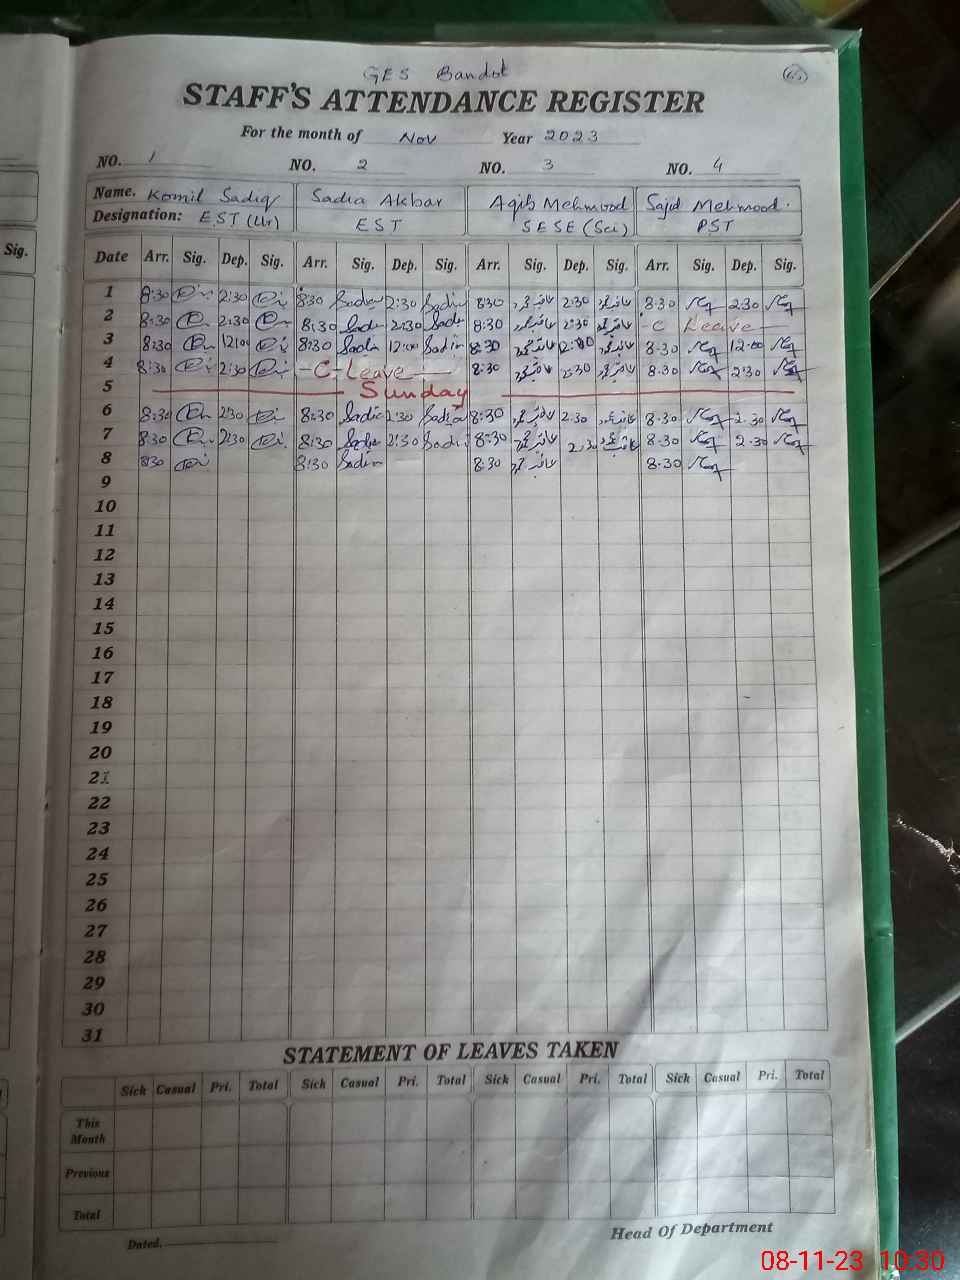 GES Bandot
STAFF'S ATTENDANCE REGISTER
For the month of Nov Year 2023
NO. 1 NO. 2 NO. 3 NO. 4
Name. Komil Sadiq Sadia Akbar Aqib Mehmood Sajid Mehmood
Designation: EST (Ur) EST SESE (Sci) PST
Sig.
Date Arr. Sig. Dep. Sig. Arr. Sig. Dep. Sig. Arr. Sig. Dep. Sig. Arr. Sig. Dep. Sig.
1 8:30 2:30 8:30 Sadia 2:30 Sadia 8:30 2:30 8:30 2:30
2 8:30 2:30 8:30 Sadia 2:30 Sadia 8:30 2:30 C Leave
3 8:30 12:00 8:30 Sadia 12:00 Sadia 8:30 12:00 8:30 12:00
4 8:30 2:30 C-Leave 8:30 2:30 8:30 2:30
5 Sunday
6 8:30 2:30 8:30 Sadia 2:30 Sadia 8:30 2:30 8:30 2:30
7 8:30 2:30 8:30 Sadia 2:30 Sadia 8:30 2:30 8:30 2:30
8 8:30 8:30 Sadia 8:30 8:30
9
10
11
12
13
14
15
16
17
18
19
20
21
22
23
24
25
26
27
28
29
30
31
STATEMENT OF LEAVES TAKEN
Sick Casual Pri. Total Sick Casual Pri. Total Sick Casual Pri. Total Sick Casual Pri. Total
This Month
Previous
Total
Dated.
Head Of Department
08-11-23 10:30